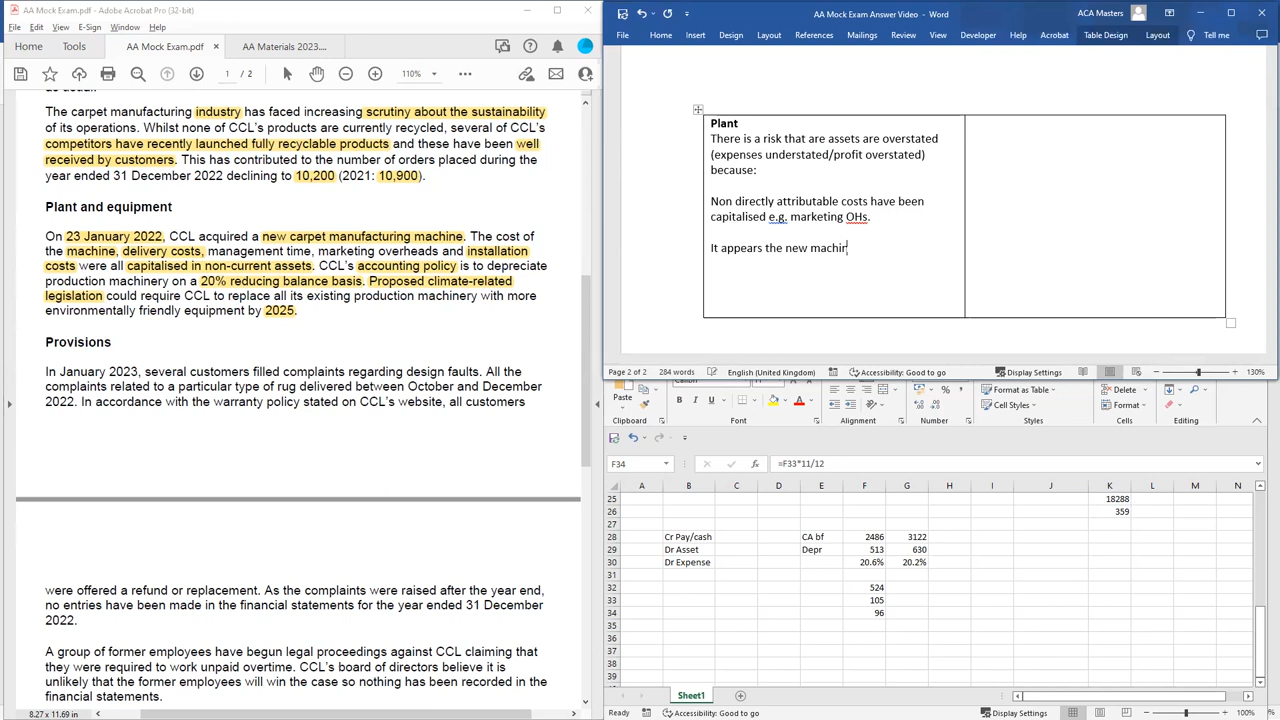 AA Mock Exam.pdf - Adobe Acrobat Pro (32-bit)
File Edit View E-Sign Window Help
Home Tools AA Mock Exam.pdf × AA Materials 2023....
1 / 2 110%
The carpet manufacturing industry has faced increasing scrutiny about the sustainability
of its operations. Whilst none of CCL's products are currently recycled, several of CCL's
competitors have recently launched fully recyclable products and these have been well
received by customers. This has contributed to the number of orders placed during the
year ended 31 December 2022 declining to 10,200 (2021: 10,900).
Plant and equipment
On 23 January 2022, CCL acquired a new carpet manufacturing machine. The cost of
the machine, delivery costs, management time, marketing overheads and installation
costs were all capitalised in non-current assets. CCL's accounting policy is to depreciate
production machinery on a 20% reducing balance basis. Proposed climate-related
legislation could require CCL to replace all its existing production machinery with more
environmentally friendly equipment by 2025.
Provisions
In January 2023, several customers filled complaints regarding design faults. All the
complaints related to a particular type of rug delivered between October and December
2022. In accordance with the warranty policy stated on CCL's website, all customers
were offered a refund or replacement. As the complaints were raised after the year end,
no entries have been made in the financial statements for the year ended 31 December
2022.
A group of former employees have begun legal proceedings against CCL claiming that
they were required to work unpaid overtime. CCL's board of directors believe it is
unlikely that the former employees will win the case so nothing has been recorded in the
financial statements.
8.27 x 11.69 in
AA Mock Exam Answer Video - Word ACA Masters
File Home Insert Design Layout References Mailings Review View Developer Help Acrobat Table Design Layout Tell me
Plant
There is a risk that are assets are overstated
(expenses understated/profit overstated)
because:
Non directly attributable costs have been
capitalised e.g. marketing OHs.
It appears the new machir
Page 2 of 2 284 words English (United Kingdom) Accessibility: Good to go Display Settings 130%
Paste B I U A % Format as Table Delete
Cell Styles Format
Clipboard Font Alignment Number Styles Cells Editing
F34 fx =F33*11/12
A B C D E F G H I J K L M N
25 18288
26 359
27
28 Cr Pay/cash CA bf 2486 3122
29 Dr Asset Depr 513 630
30 Dr Expense 20.6% 20.2%
31
32 524
33 105
34 96
35
36
37
38
39
Sheet1
Ready Accessibility: Good to go Display Settings 100%